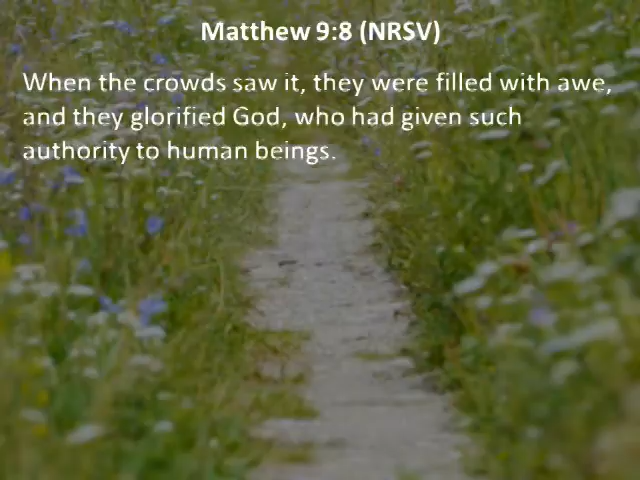 Matthew 9:8 (NRSV)
When the crowds saw it, they were filled with awe,
and they glorified God, who had given such
authority to human beings.